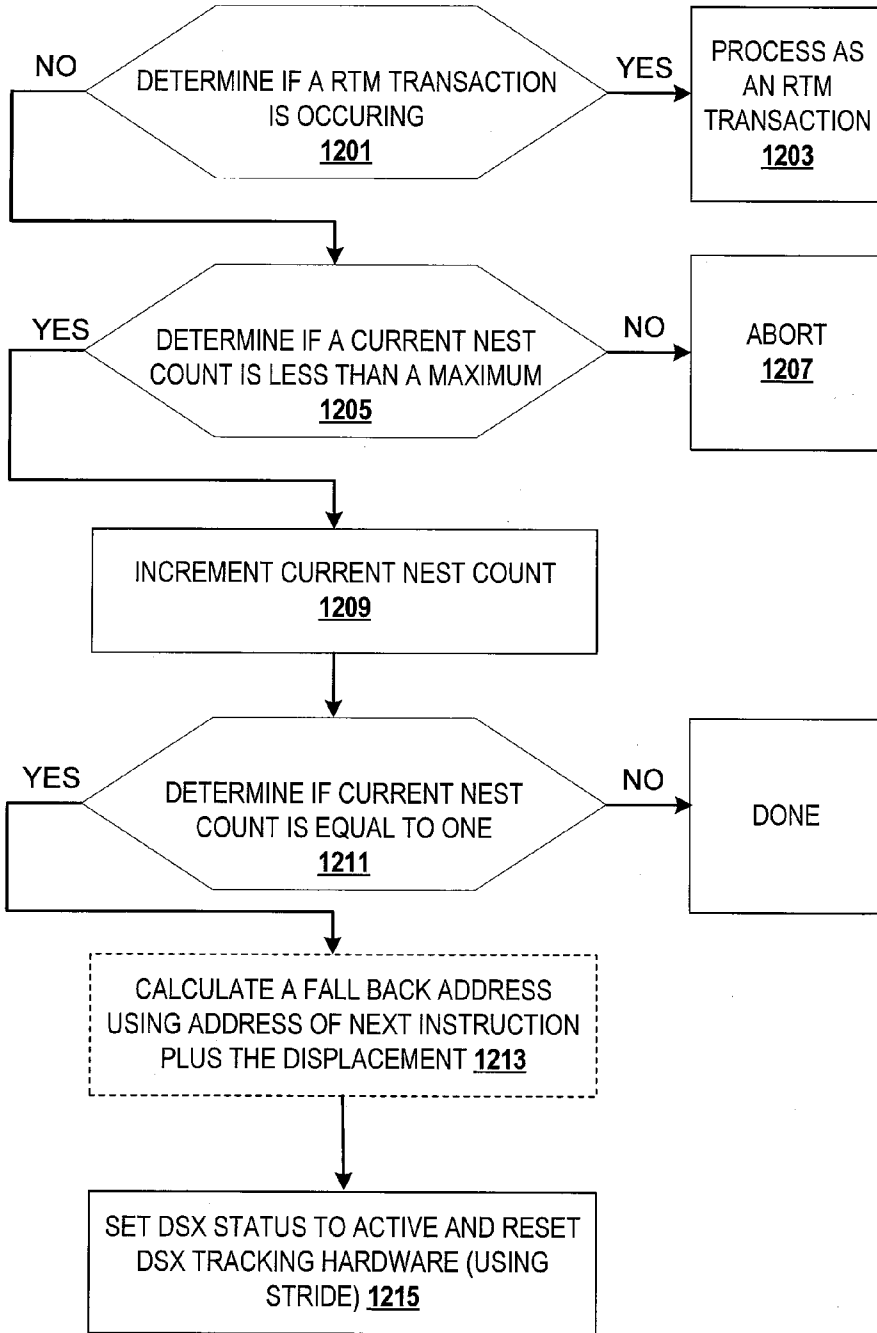 NO
DETERMINE IF A RTM TRANSACTION
IS OCCURING
1201
YES
PROCESS AS
AN RTM
TRANSACTION
1203
YES
DETERMINE IF A CURRENT NEST
COUNT IS LESS THAN A MAXIMUM
1205
NO
ABORT
1207
INCREMENT CURRENT NEST COUNT
1209
YES
DETERMINE IF CURRENT NEST
COUNT IS EQUAL TO ONE
1211
NO
DONE
CALCULATE A FALL BACK ADDRESS
USING ADDRESS OF NEXT INSTRUCTION
PLUS THE DISPLACEMENT 1213
SET DSX STATUS TO ACTIVE AND RESET
DSX TRACKING HARDWARE (USING
STRIDE) 1215